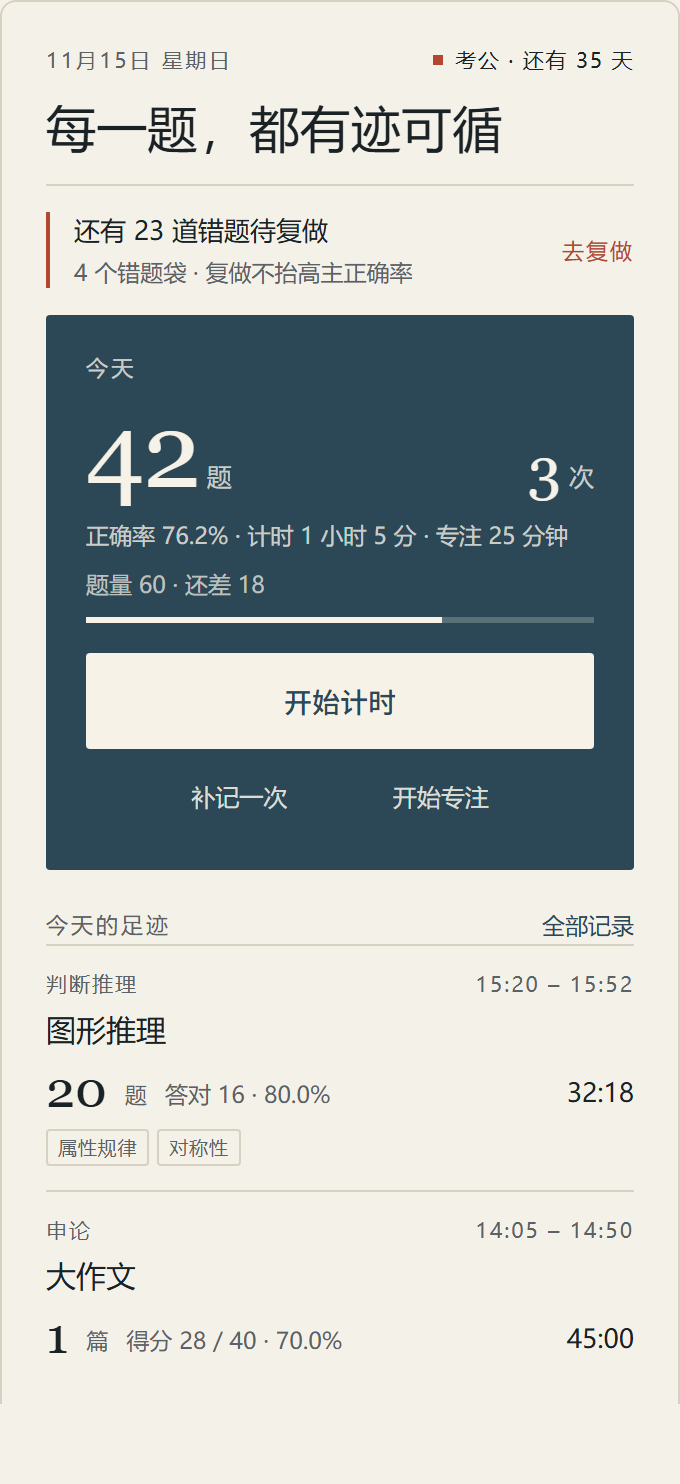 11月15日 星期日
考公 · 还有 35 天
每一题，都有迹可循
还有 23 道错题待复做
4 个错题袋 · 复做不抬高主正确率
去复做
今天
42 题
3 次
正确率 76.2% · 计时 1 小时 5 分 · 专注 25 分钟
题量 60 · 还差 18
开始计时
补记一次
开始专注
今天的足迹
全部记录
判断推理
15:20 – 15:52
图形推理
20 题 答对 16 · 80.0%
32:18
属性规律
对称性
申论
14:05 – 14:50
大作文
1 篇 得分 28 / 40 · 70.0%
45:00